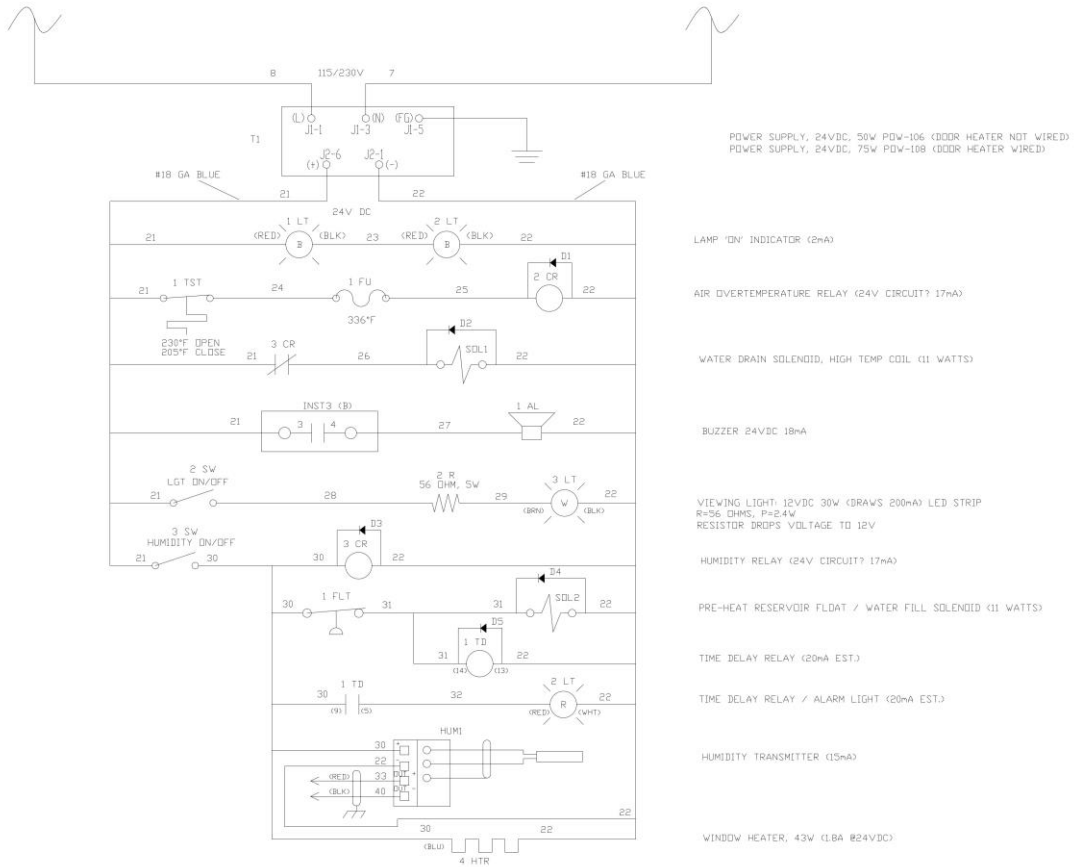 8 115/230V 7
(L) (N) (FG)
J1-1 J1-3 J1-5
T1
J2-6 J2-1
(+) (-)
POWER SUPPLY, 24VDC, 50W POW-106 (DOOR HEATER NOT WIRED)
POWER SUPPLY, 24VDC, 75W POW-108 (DOOR HEATER WIRED)
#18 GA BLUE #18 GA BLUE
21 22
24V DC
1 LT 2 LT
21 (RED) B (BLK) 23 (RED) B (BLK) 22
LAMP 'ON' INDICATOR (2mA)
D1
1 TST 1 FU 2 CR
21 24 25 22
AIR OVERTEMPERATURE RELAY (24V CIRCUIT? 17mA)
336°F
230°F OPEN
205°F CLOSE
D2
3 CR SOL1
21 26 22
WATER DRAIN SOLENOID, HIGH TEMP COIL (11 WATTS)
INST3 (B) 1 AL
21 3 4 27 22
BUZZER 24VDC 18mA
2 SW
LGT ON/OFF
2 R
56 OHM, 5W
3 LT
21 28 29 W 22
(BRN) (BLK)
VIEWING LIGHT: 12VDC 30W (DRAWS 200mA) LED STRIP
R=56 OHMS, P=2.4W
RESISTOR DROPS VOLTAGE TO 12V
3 SW
HUMIDITY ON/OFF
D3
3 CR
21 30 30 22
HUMIDITY RELAY (24V CIRCUIT? 17mA)
D4
1 FLT SOL2
30 31 31 22
PRE-HEAT RESERVOIR FLOAT / WATER FILL SOLENOID (11 WATTS)
D5
1 TD
31 22
(14) (13)
TIME DELAY RELAY (20mA EST.)
1 TD 2 LT
30 32 R 22
(9) (5) (RED) (WHT)
TIME DELAY RELAY / ALARM LIGHT (20mA EST.)
HUM1
30 +
22 -
(RED) 33 OUT +
(BLK) 40 OUT -
HUMIDITY TRANSMITTER (15mA)
22
30 22
(BLU)
4 HTR
WINDOW HEATER, 43W (1.8A @24VDC)